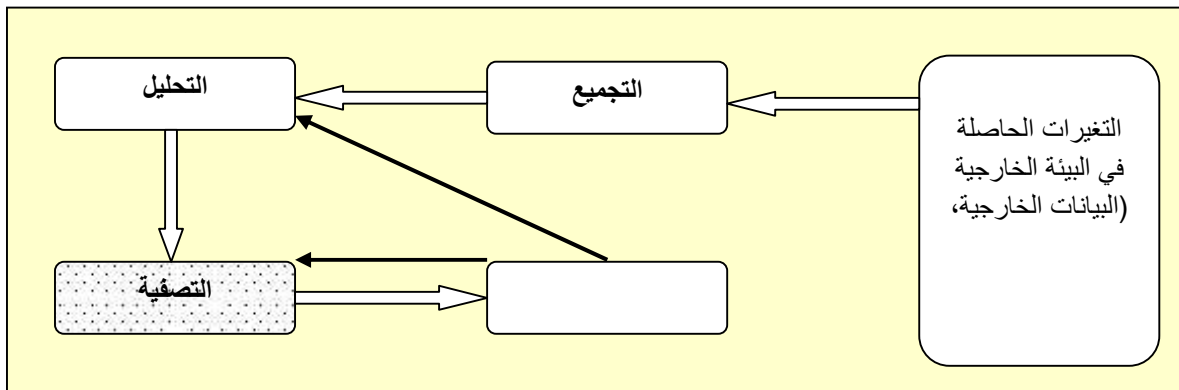 التحليل
التجميع
التغيرات الحاصلة
في البيئة الخارجية
(البيانات الخارجية،
التصفية